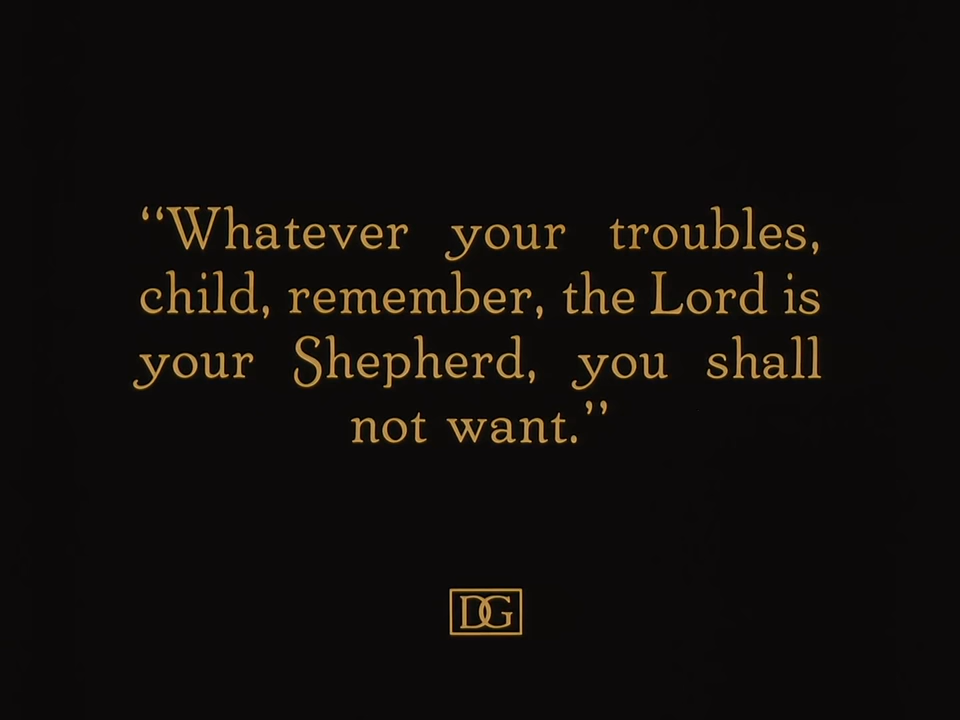 “Whatever your troubles,
child, remember, the Lord is
your Shepherd, you shall
not want.”
DG